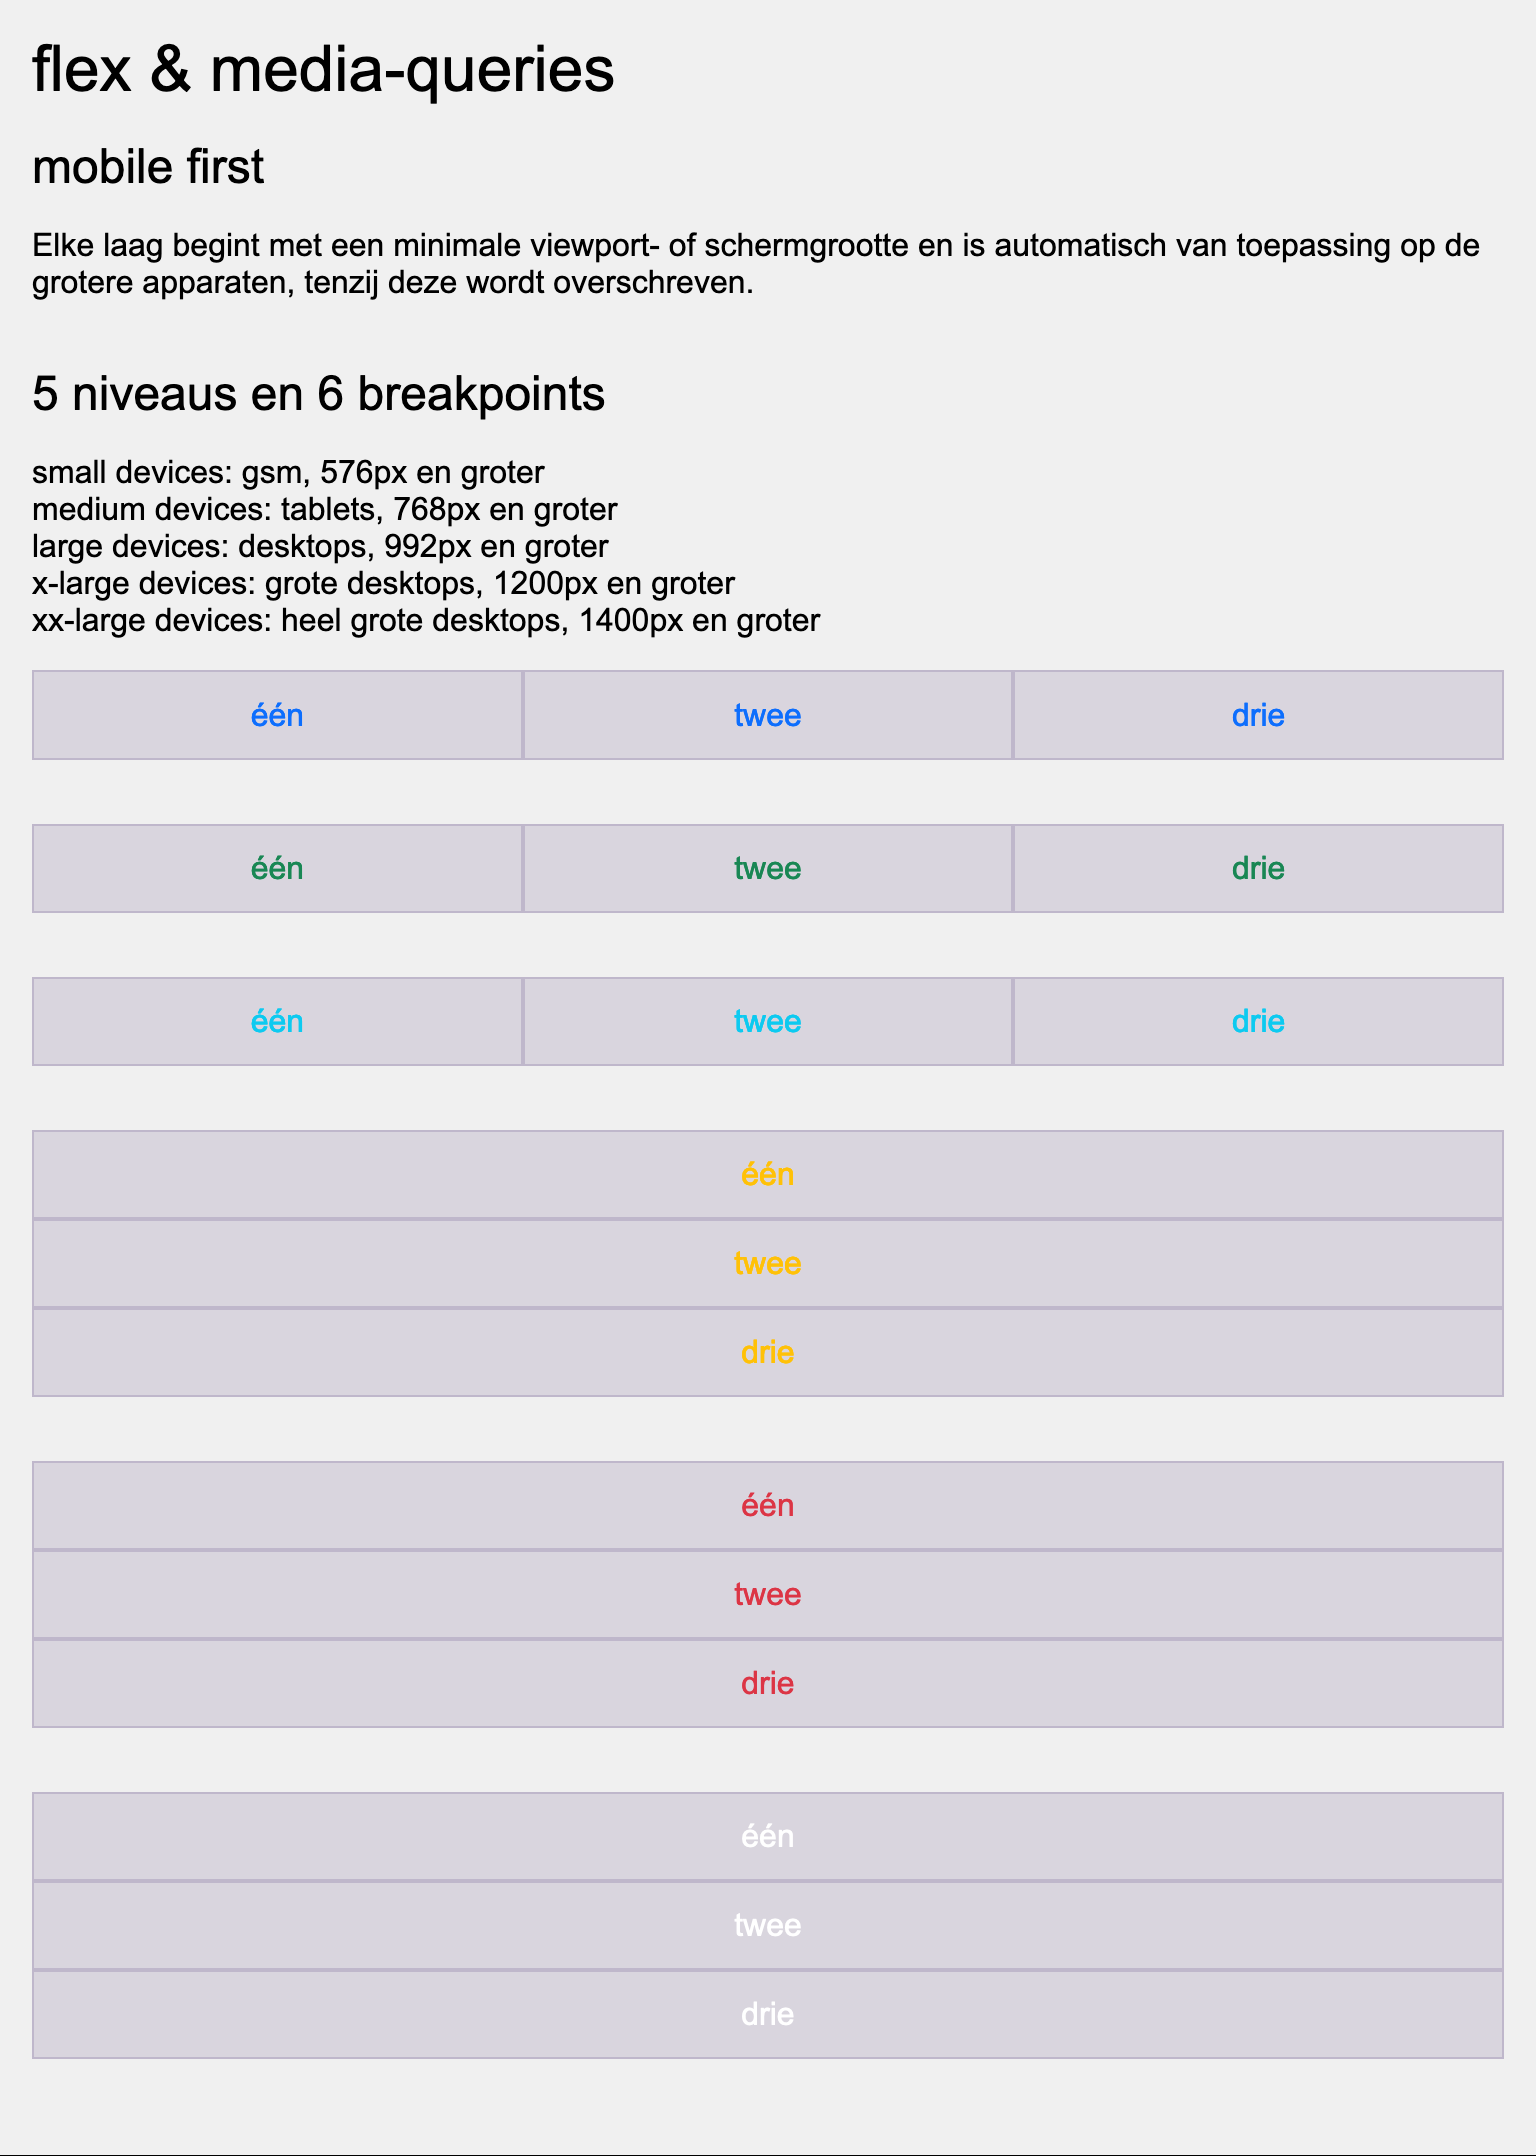 flex & media-queries
mobile first
Elke laag begint met een minimale viewport- of schermgrootte en is automatisch van toepassing op de
grotere apparaten, tenzij deze wordt overschreven.
5 niveaus en 6 breakpoints
small devices: gsm, 576px en groter
medium devices: tablets, 768px en groter
large devices: desktops, 992px en groter
x-large devices: grote desktops, 1200px en groter
xx-large devices: heel grote desktops, 1400px en groter
één twee drie
één twee drie
één twee drie
één
twee
drie
één
twee
drie
één
twee
drie